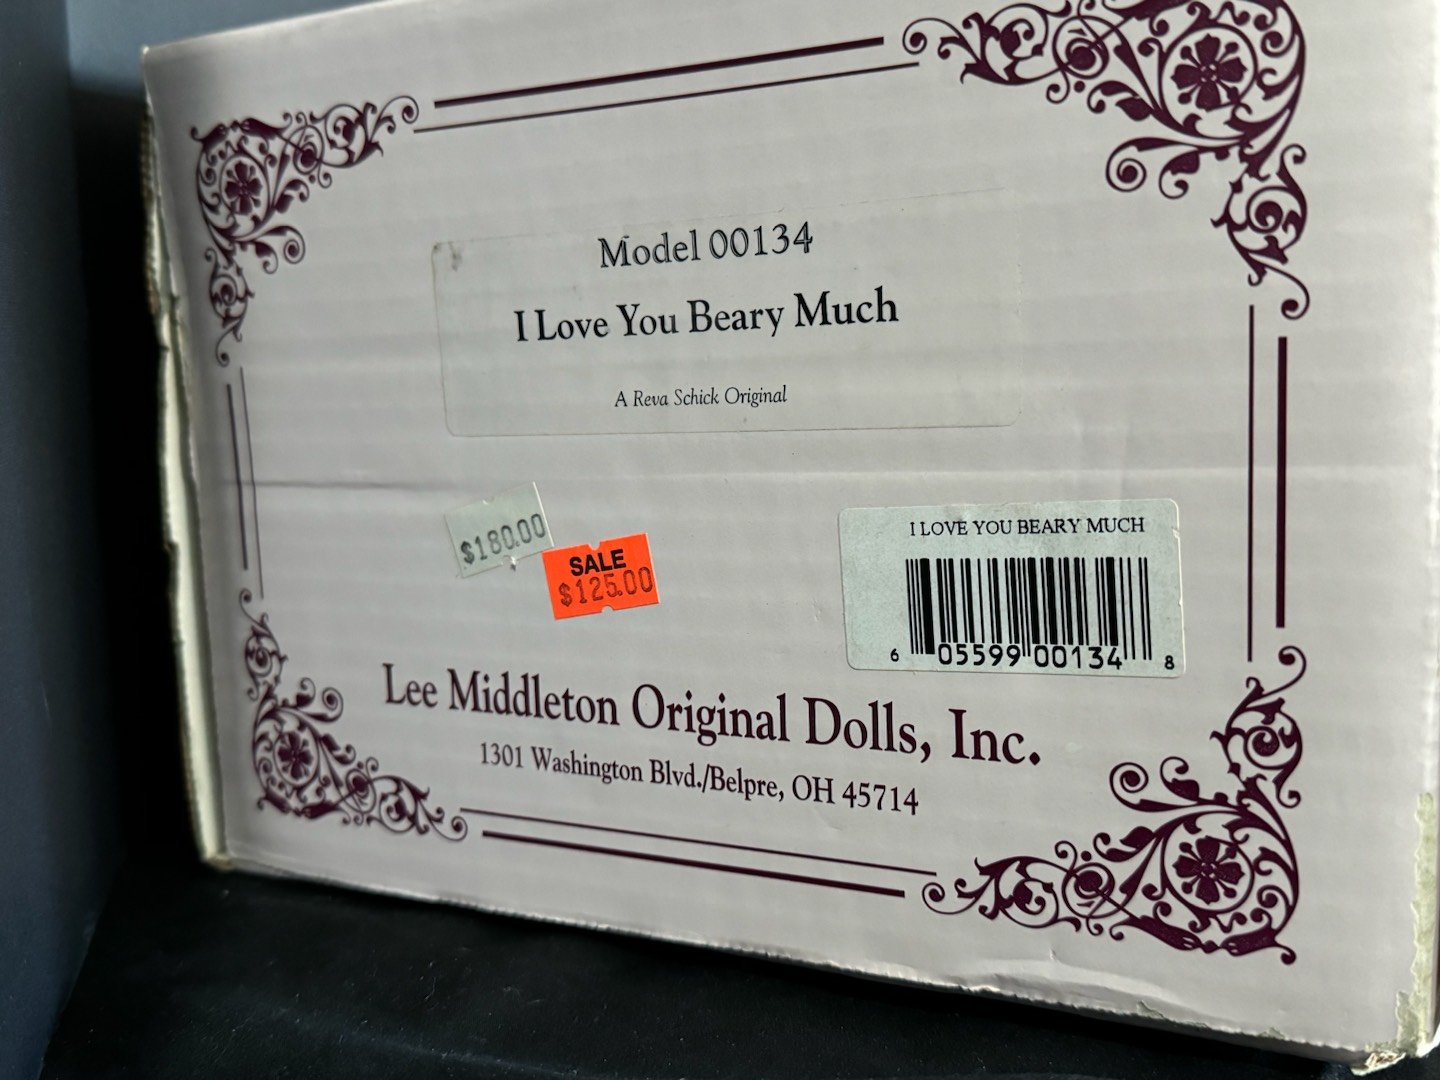 Model 00134
I Love You Beary Much
A Reva Schick Original
$180.00
SALE
$125.00
I LOVE YOU BEARY MUCH
6 05599 00134 8
Lee Middleton Original Dolls, Inc.
1301 Washington Blvd./Belpre, OH 45714